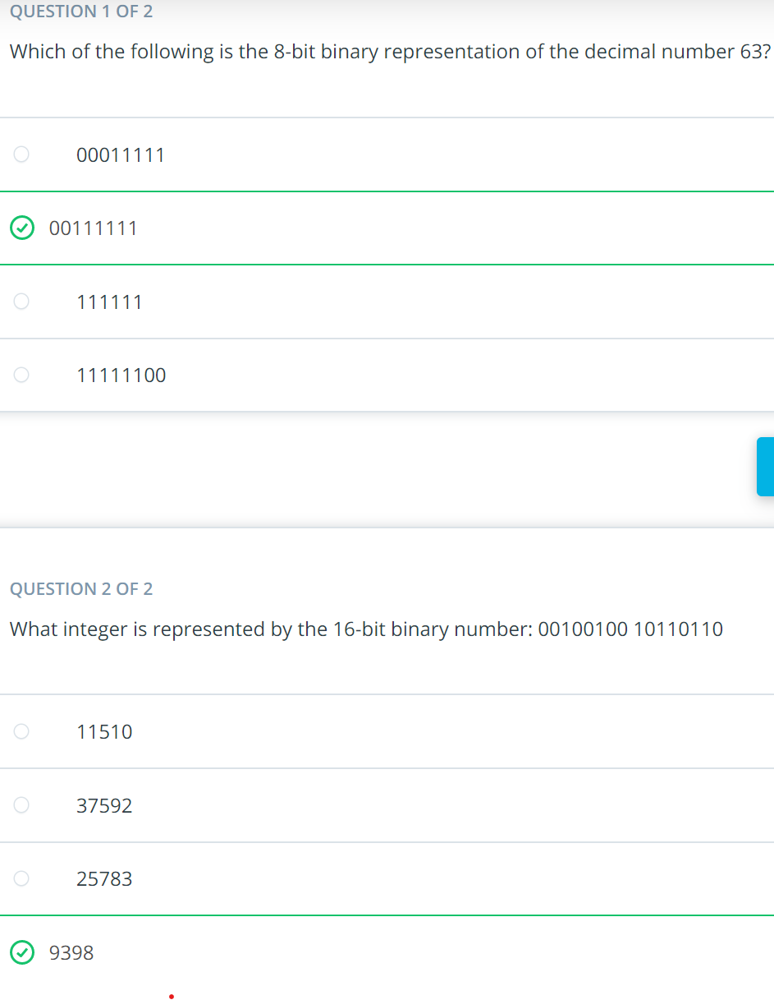 QUESTION 1 OF 2
Which of the following is the 8-bit binary representation of the decimal number 63?
00011111
00111111
111111
11111100
QUESTION 2 OF 2
What integer is represented by the 16-bit binary number: 00100100 10110110
11510
37592
25783
9398